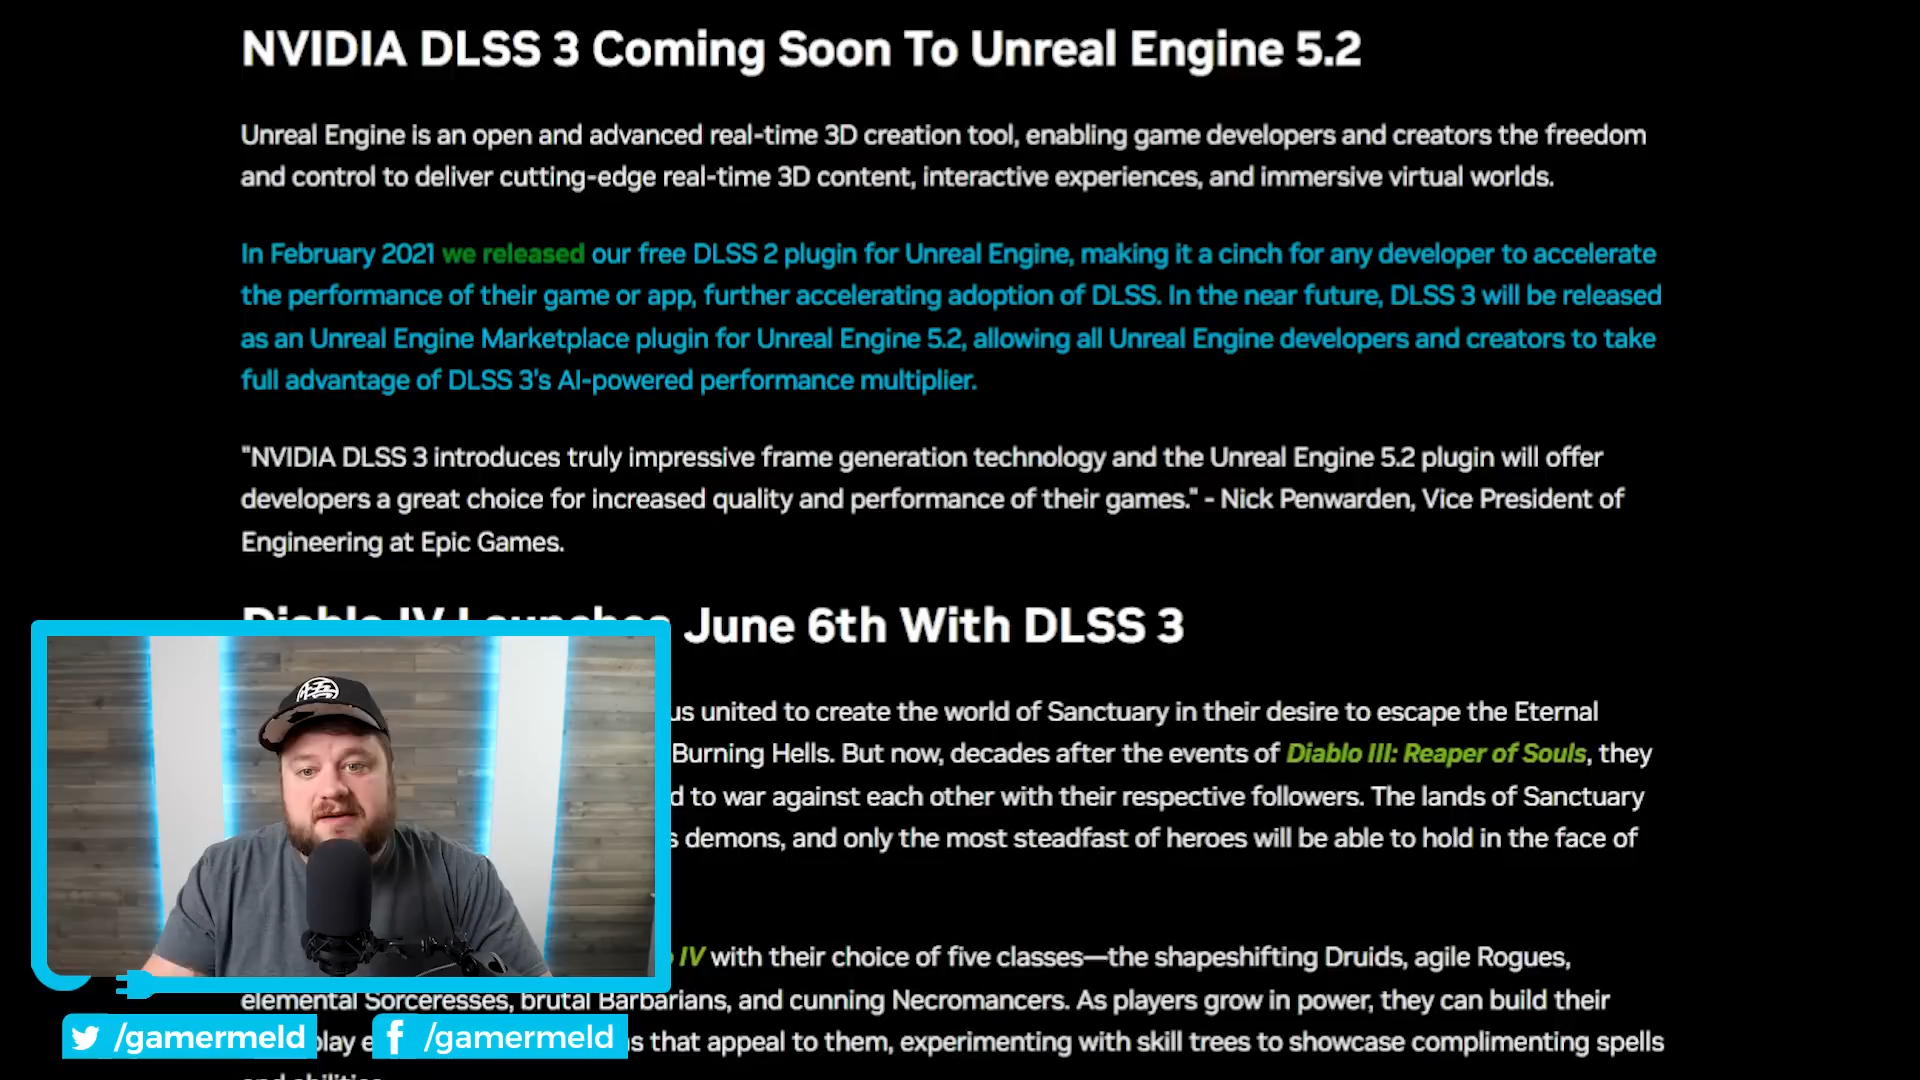 NVIDIA DLSS 3 Coming Soon To Unreal Engine 5.2
Unreal Engine is an open and advanced real-time 3D creation tool, enabling game developers and creators the freedom
and control to deliver cutting-edge real-time 3D content, interactive experiences, and immersive virtual worlds.
In February 2021 we released our free DLSS 2 plugin for Unreal Engine, making it a cinch for any developer to accelerate
the performance of their game or app, further accelerating adoption of DLSS. In the near future, DLSS 3 will be released
as an Unreal Engine Marketplace plugin for Unreal Engine 5.2, allowing all Unreal Engine developers and creators to take
full advantage of DLSS 3's AI-powered performance multiplier.
"NVIDIA DLSS 3 introduces truly impressive frame generation technology and the Unreal Engine 5.2 plugin will offer
developers a great choice for increased quality and performance of their games." - Nick Penwarden, Vice President of
Engineering at Epic Games.
Diablo IV Launches June 6th With DLSS 3
us united to create the world of Sanctuary in their desire to escape the Eternal
Burning Hells. But now, decades after the events of Diablo III: Reaper of Souls, they
d to war against each other with their respective followers. The lands of Sanctuary
s demons, and only the most steadfast of heroes will be able to hold in the face of
IV with their choice of five classes—the shapeshifting Druids, agile Rogues,
elemental Sorceresses, brutal Barbarians, and cunning Necromancers. As players grow in power, they can build their
play s that appeal to them, experimenting with skill trees to showcase complimenting spells
and abilities
/gamermeld
/gamermeld